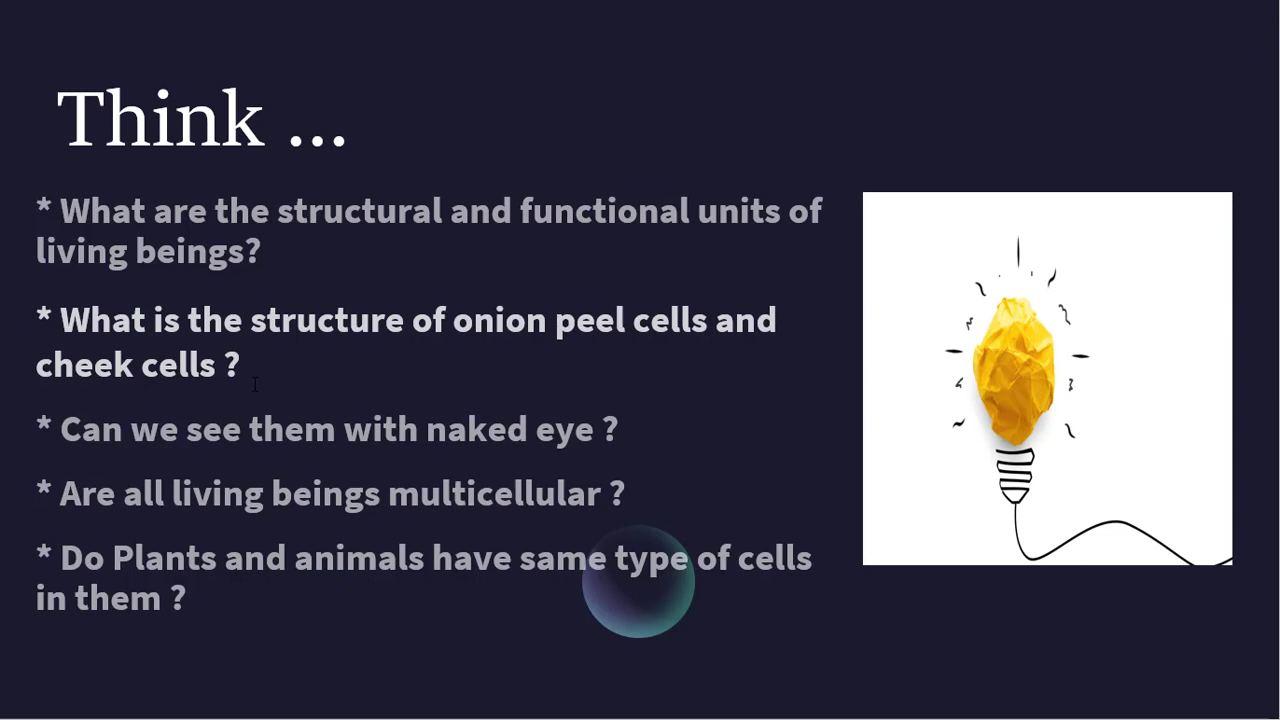 Think ...
* What are the structural and functional units of
living beings?
* What is the structure of onion peel cells and
cheek cells ?
* Can we see them with naked eye ?
* Are all living beings multicellular ?
* Do Plants and animals have same type of cells
in them ?